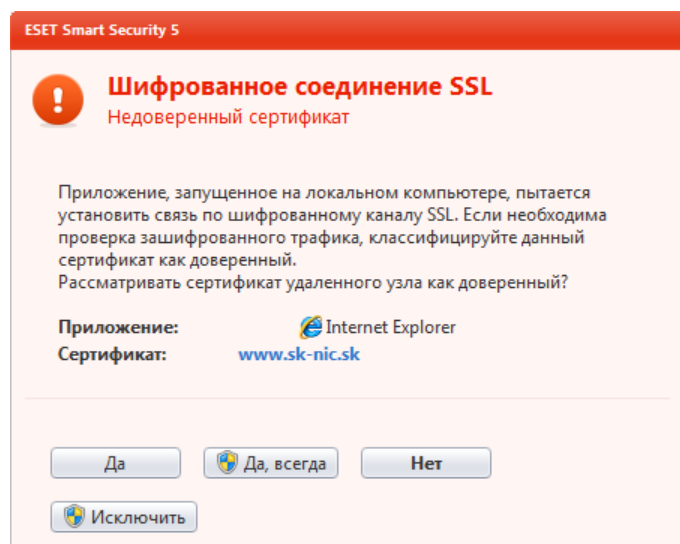 ESET Smart Security 5
Шифрованное соединение SSL
Недоверенный сертификат
Приложение, запущенное на локальном компьютере, пытается
установить связь по шифрованному каналу SSL. Если необходима
проверка зашифрованного трафика, классифицируйте данный
сертификат как доверенный.
Рассматривать сертификат удаленного узла как доверенный?
Приложение: Internet Explorer
Сертификат: www.sk-nic.sk
Да Да, всегда Нет
Исключить